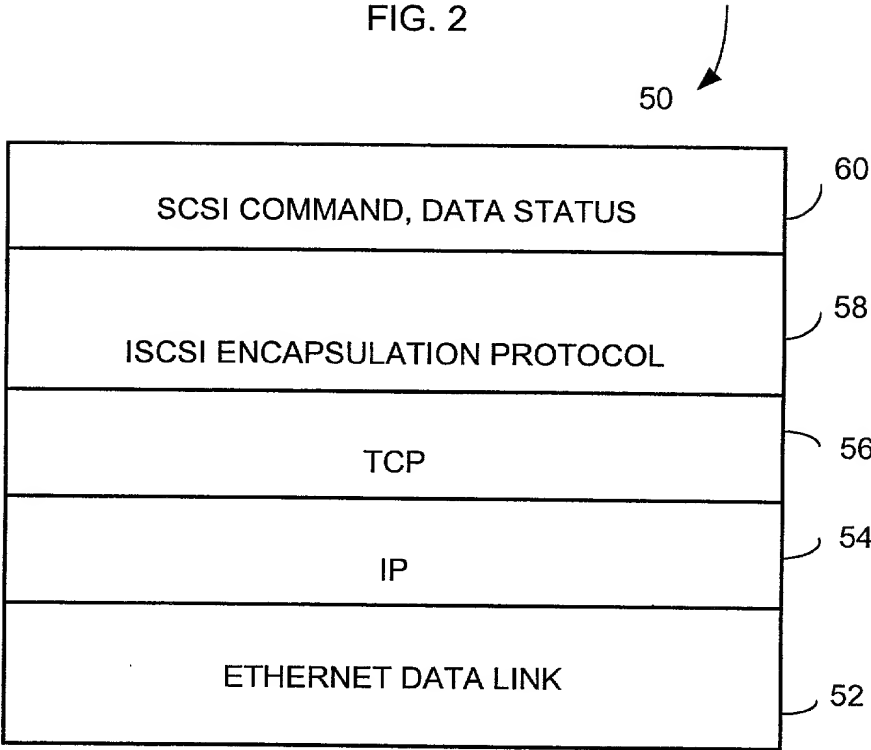 FIG. 2
50
60
SCSI COMMAND, DATA STATUS
58
ISCSI ENCAPSULATION PROTOCOL
56
TCP
54
IP
ETHERNET DATA LINK
52